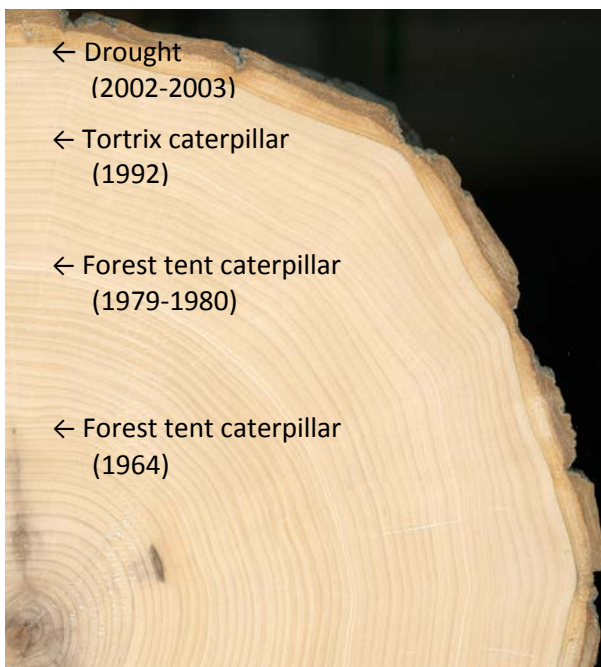 ← Drought
(2002-2003)
← Tortrix caterpillar
(1992)
← Forest tent caterpillar
(1979-1980)
← Forest tent caterpillar
(1964)